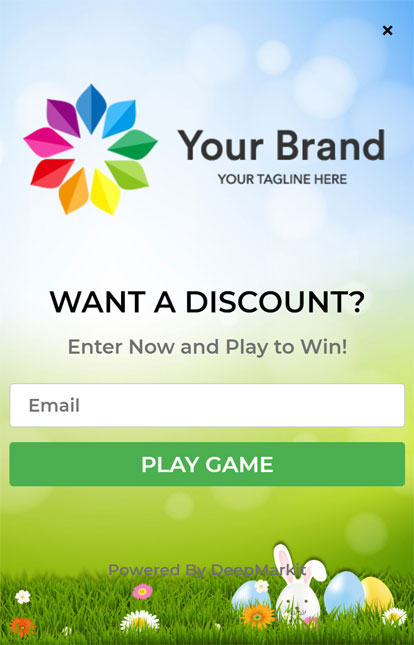 ×
Your Brand
YOUR TAGLINE HERE
WANT A DISCOUNT?
Enter Now and Play to Win!
Email
PLAY GAME
Powered By DeepMarkit